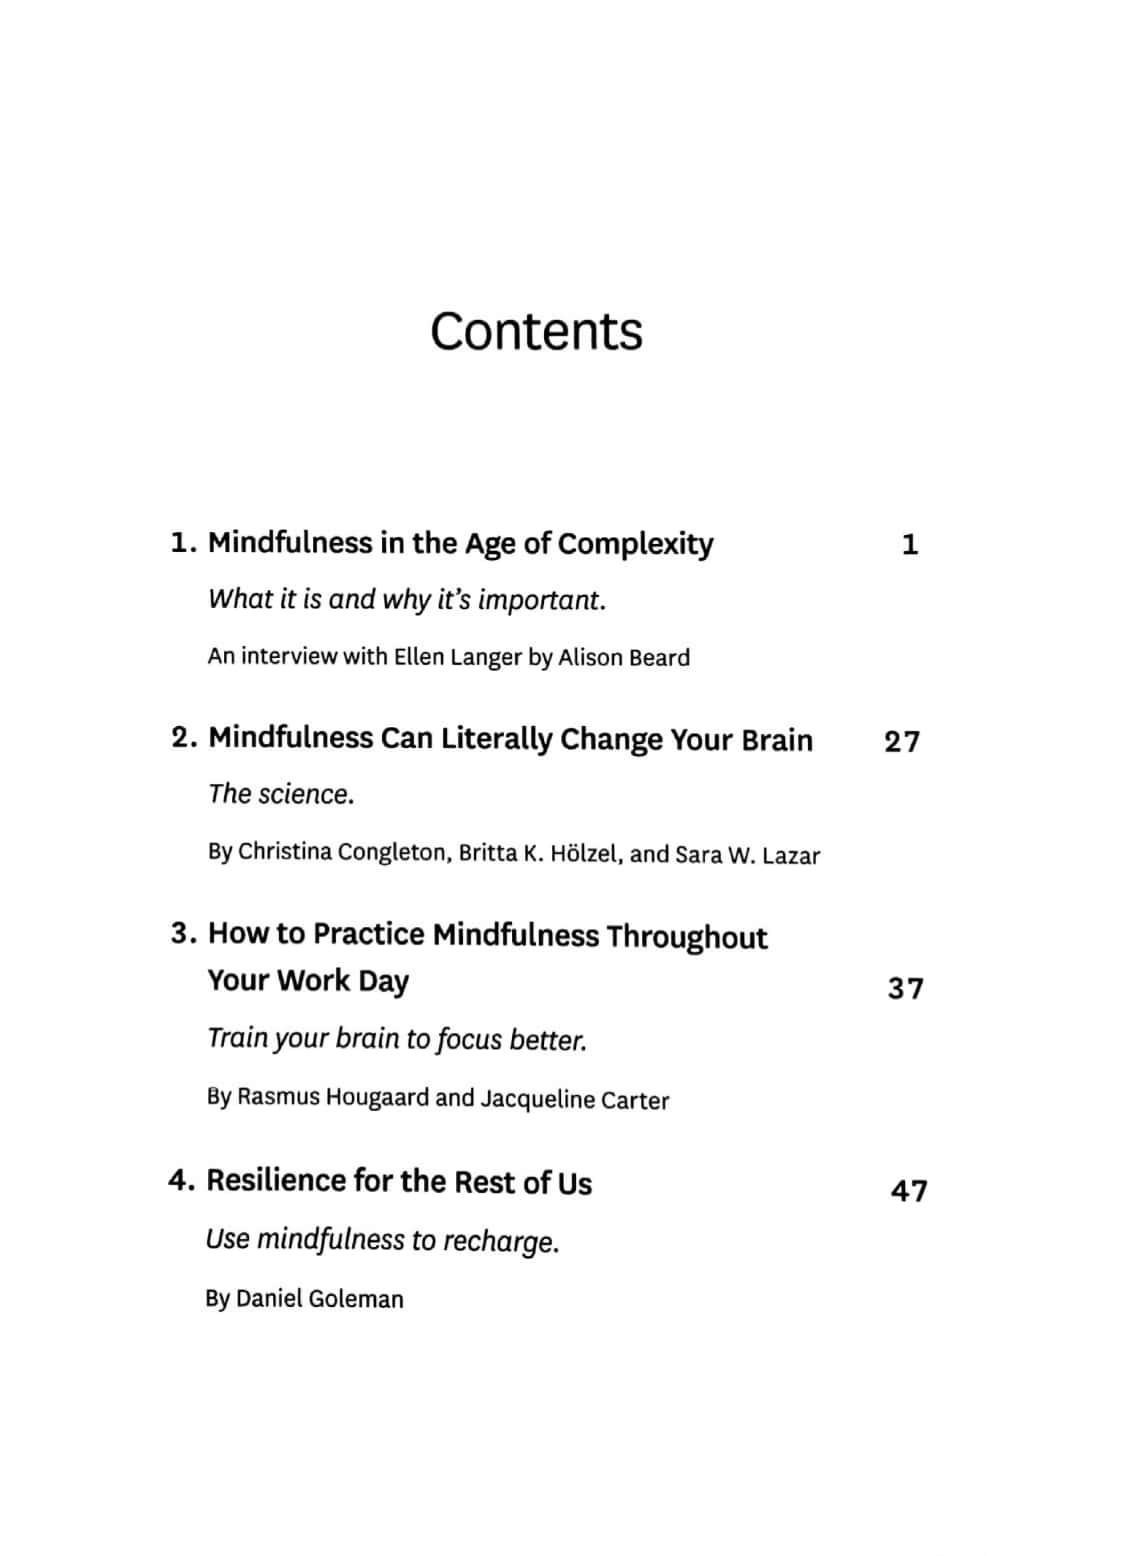 Contents
1. Mindfulness in the Age of Complexity 1
What it is and why it's important.
An interview with Ellen Langer by Alison Beard
2. Mindfulness Can Literally Change Your Brain 27
The science.
By Christina Congleton, Britta K. Hölzel, and Sara W. Lazar
3. How to Practice Mindfulness Throughout
Your Work Day 37
Train your brain to focus better.
By Rasmus Hougaard and Jacqueline Carter
4. Resilience for the Rest of Us 47
Use mindfulness to recharge.
By Daniel Goleman